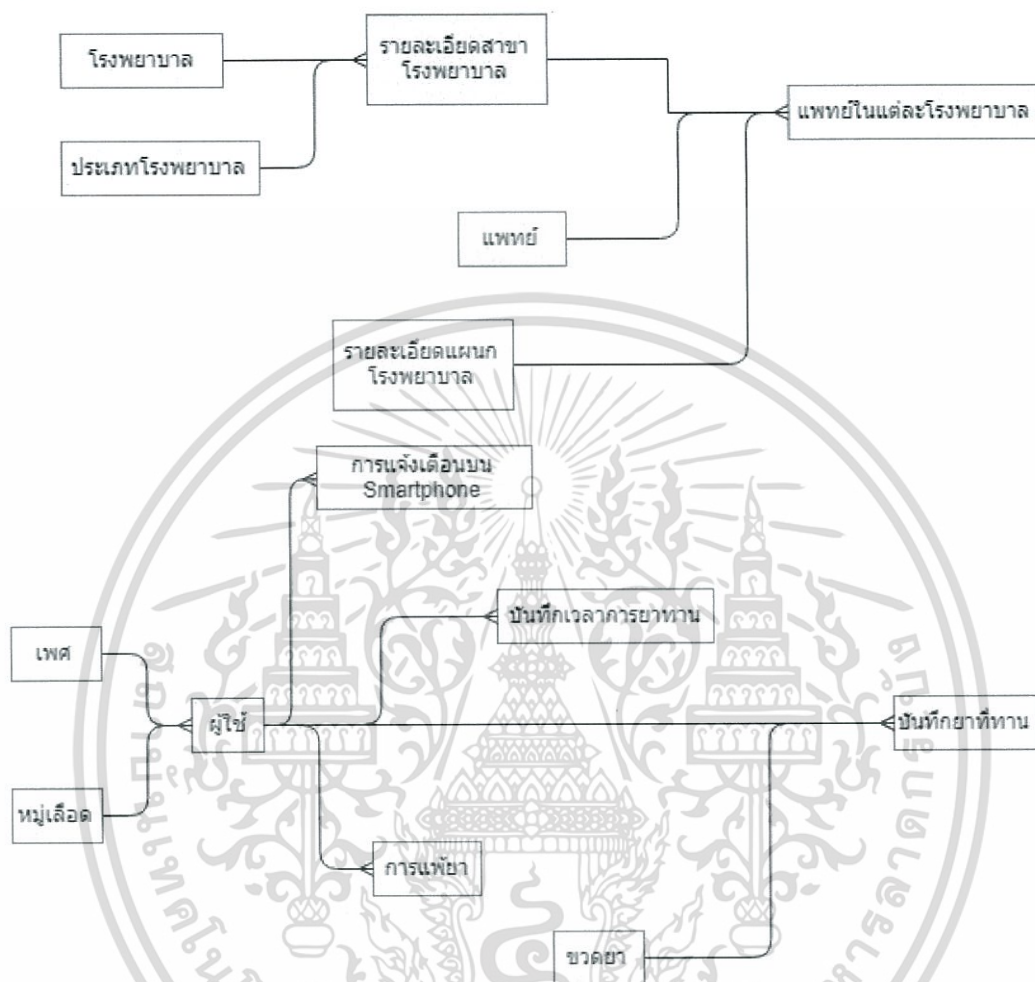 โรงพยาบาล
รายละเอียดสาขา
โรงพยาบาล
แพทย์ในแต่ละโรงพยาบาล
ประเภทโรงพยาบาล
แพทย์
รายละเอียดแผนก
โรงพยาบาล
การแจ้งเตือนบน
Smartphone
บันทึกเวลาการยาทาน
เพศ
ผู้ใช้
บันทึกยาที่ทาน
หมู่เลือด
การแพ้ยา
ขวดยา